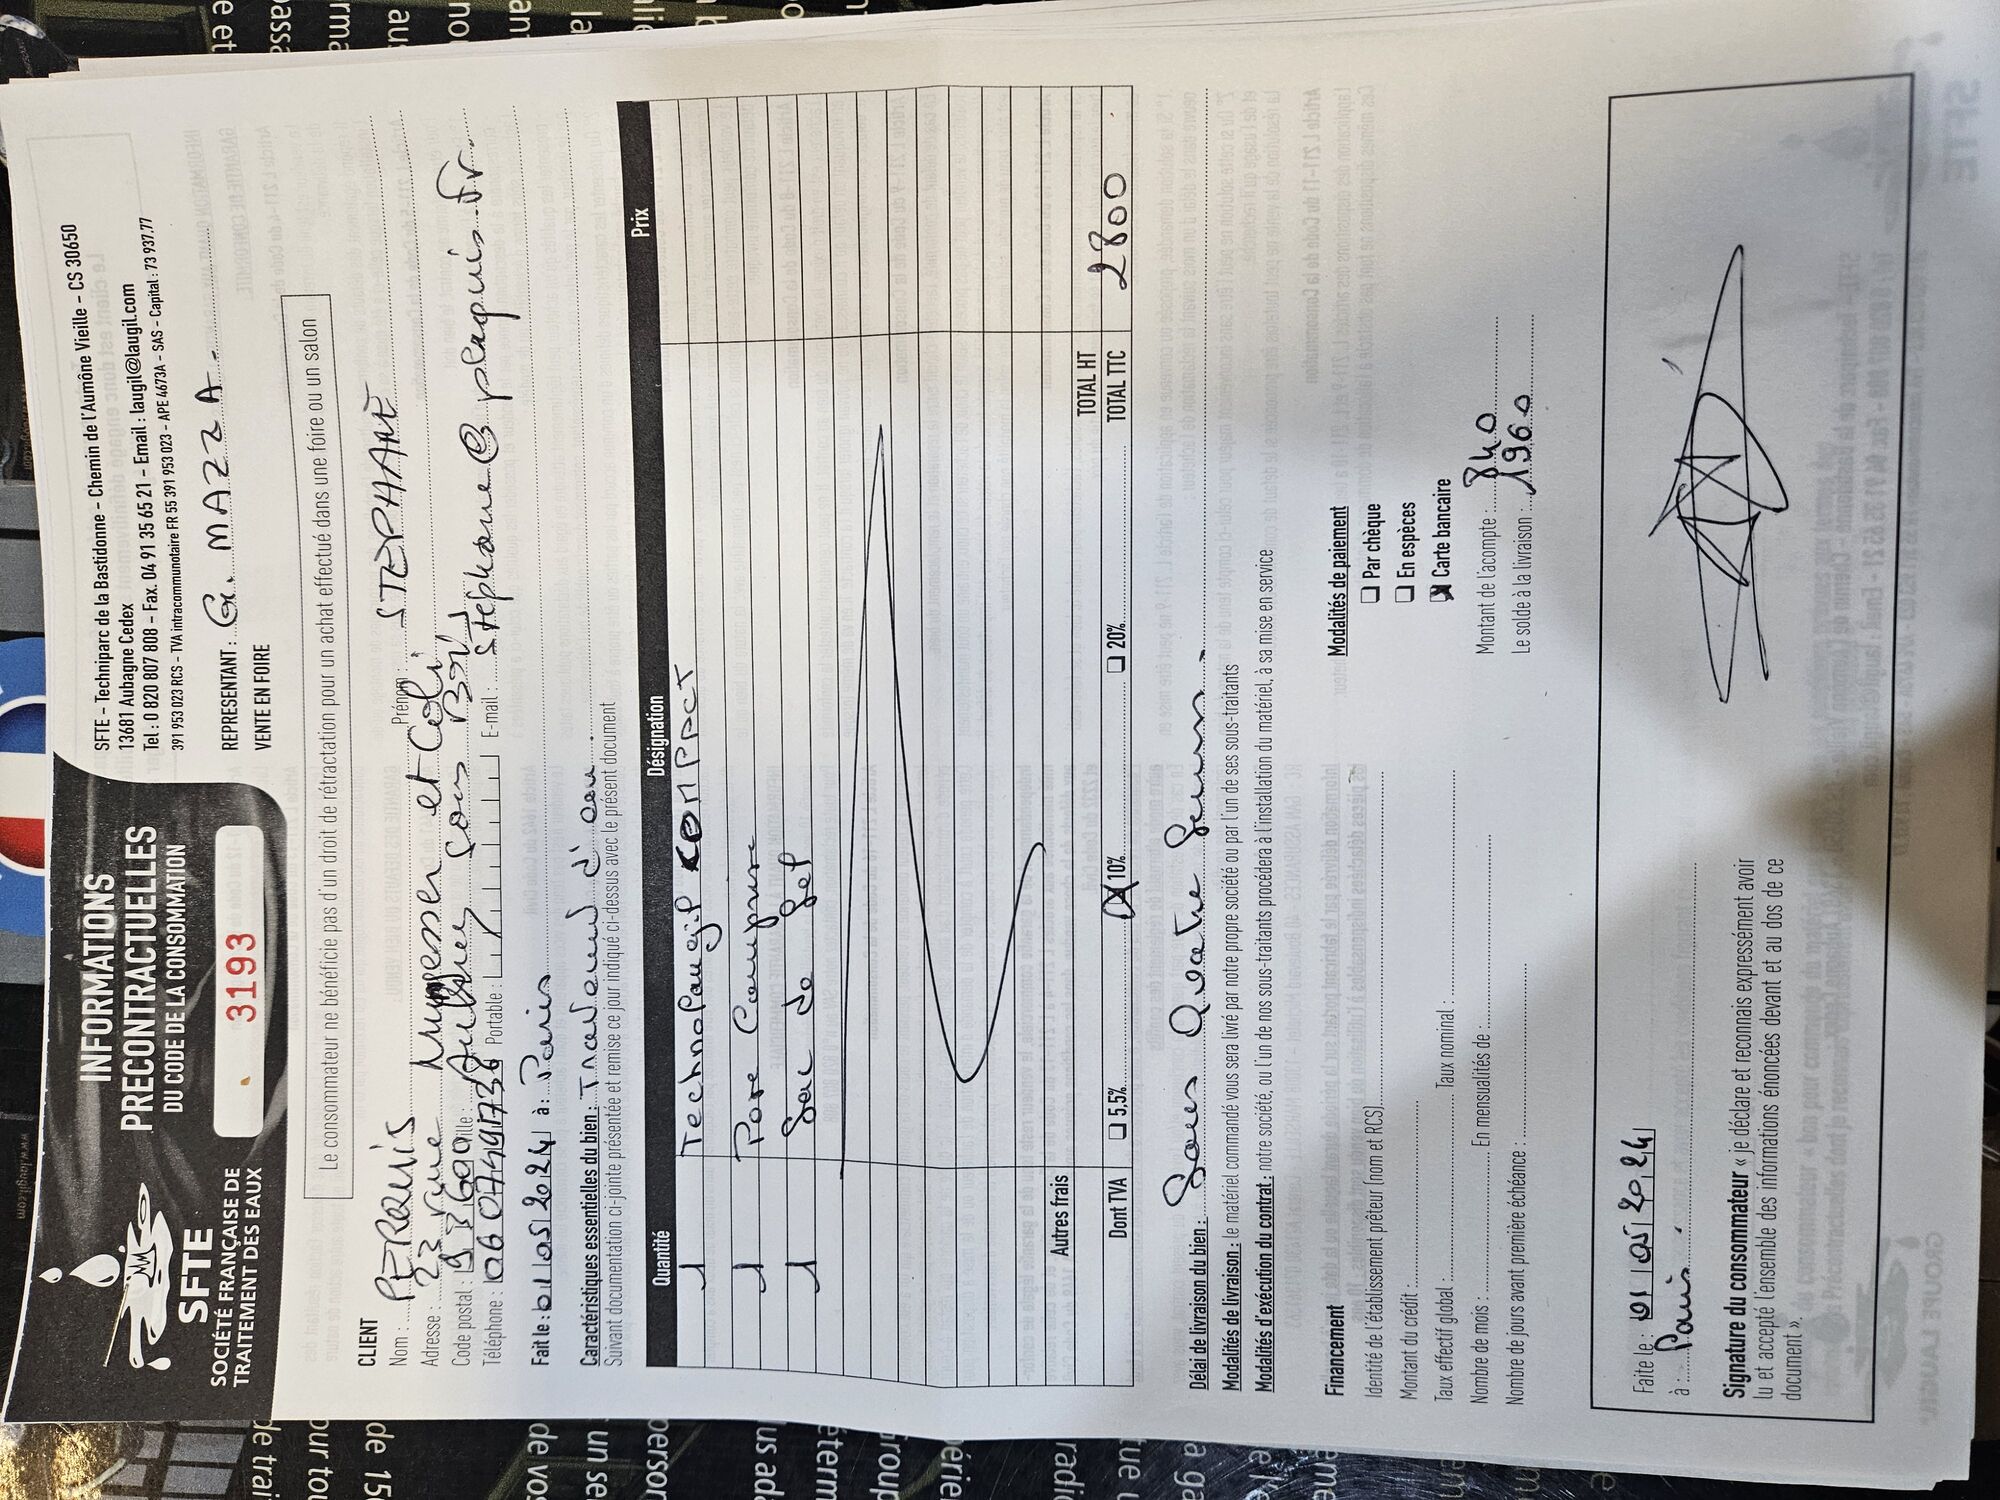 INFORMATIONS
PRECONTRACTUELLES
DU CODE DE LA CONSOMMATION
31193
SFTE
SOCIÉTÉ FRANÇAISE DE
TRAITEMENT DES EAUX
SFTE – Techniparc de la Bastidonne – Chemin de l'Aumône Vieille – CS 30650
13681 Aubagne Cedex
Tel : 0 820 807 808 – Fax. 04 91 35 65 21 – Email : laugil@laugil.com
391 953 023 RCS – TVA intracommunautaire FR 55 391 953 023 – APE 4673A – SAS – Capital : 73 937,77
REPRESENTANT : G. MAZZA.
VENTE EN FOIRE
Le consommateur ne bénéficie pas d'un droit de rétractation pour un achat effectué dans une foire ou un salon
CLIENT
Nom : PERQUIS Prénom : STEPHANE
Adresse : 23 rue et
Code postal : 93600 Ville : Aulnay sous Bois
Téléphone : Portable : E-mail : stephane@plaquis.fr
Fait le : 01 05 2024 à : Paris
Caractéristiques essentielles du bien : Traitement d'eau.
Suivant documentation ci-jointe présentée et remise ce jour indiqué ci-dessus avec le présent document
Quantité Désignation Prix
1 Technolaugil COMPACT
1 Pose Comprise
1 Sac de Sel
Autres frais TOTAL HT
Dont TVA ☐ 5,5% ☒ 10% ☐ 20% TOTAL TTC 2800
Délai de livraison du bien : Sous Quatre Semaines
Modalités de livraison : le matériel commandé vous sera livré par notre propre société ou par l'un de ses sous-traitants
Modalités d'exécution du contrat : notre société, ou l'un de nos sous-traitants procédera à l'installation du matériel, à sa mise en service
Financement
Identité de l'établissement prêteur (nom et RCS)
Montant du crédit :
Taux effectif global : Taux nominal :
Nombre de mois : En mensualités de :
Nombre de jours avant première échéance :
Modalités de paiement
☐ Par chèque
☐ En espèces
☒ Carte bancaire
Montant de l'acompte : 840
Le solde à la livraison : 1960
Faite le : 01 05 2024
à : Paris.
Signature du consommateur « je déclare et reconnais expressément avoir
lu et accepté l'ensemble des informations énoncées devant et au dos de ce
document ».